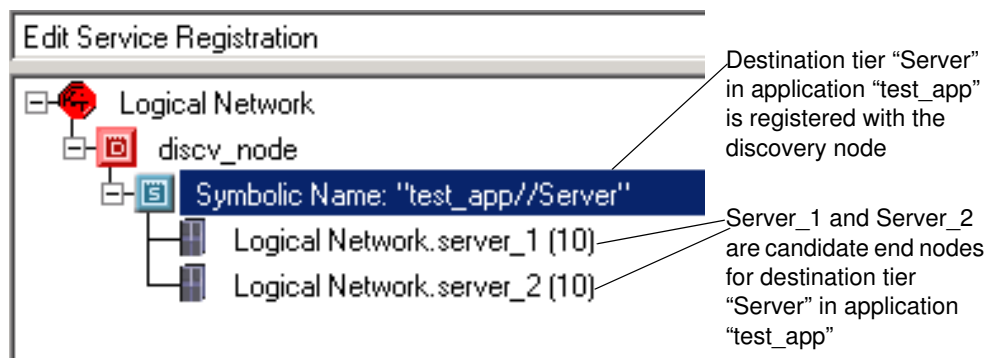 Edit Service Registration
Logical Network
discv_node
Symbolic Name: "test_app//Server"
Logical Network.server_1 (10)
Logical Network.server_2 (10)
Destination tier “Server”
in application “test_app”
is registered with the
discovery node
Server_1 and Server_2
are candidate end nodes
for destination tier
“Server” in application
“test_app”